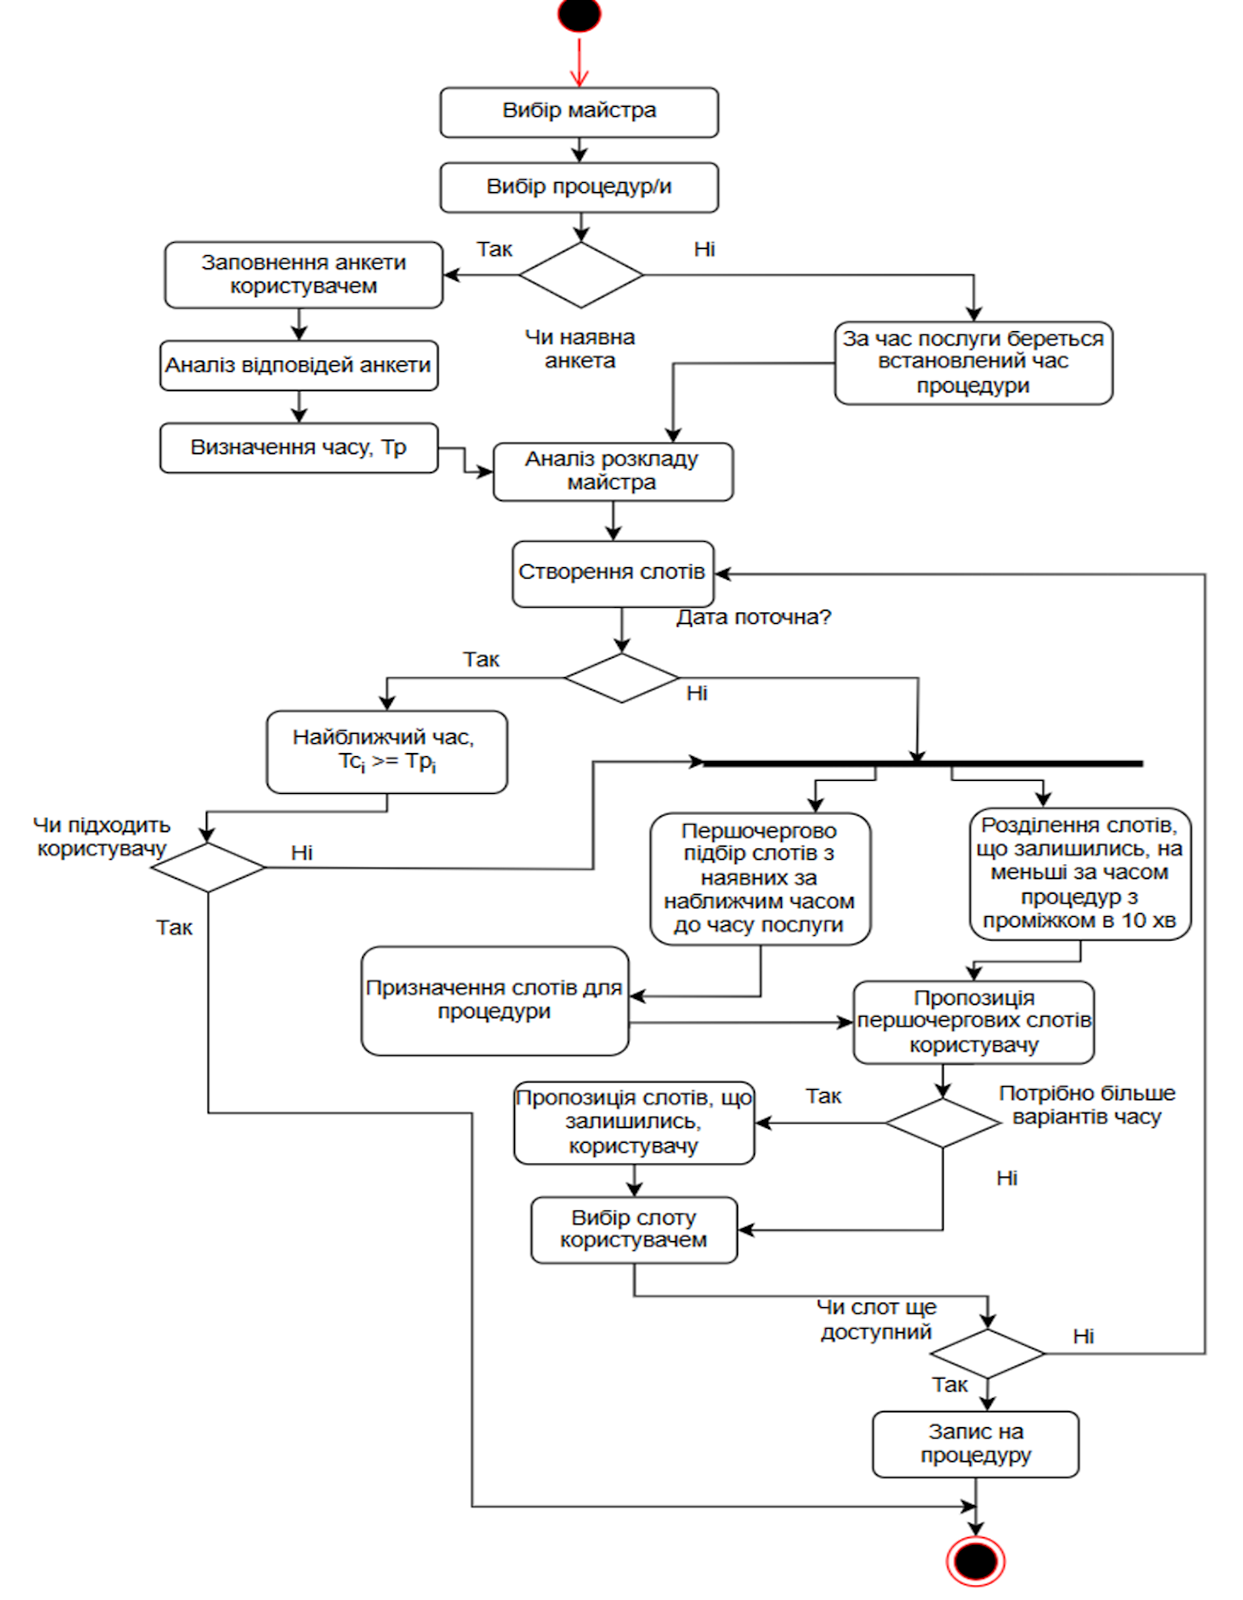 Вибір майстра
Вибір процедур/и
Так
Ні
Заповнення анкети
користувачем
Чи наявна
анкета
За час послуги береться
встановлений час
процедури
Аналіз відповідей анкети
Визначення часу, Тр
Аналіз розкладу
майстра
Створення слотів
Дата поточна?
Так
Ні
Найближчий час,
Tci >= Tpi
Чи підходить
користувачу
Ні
Так
Першочергово
підбір слотів з
наявних за
наближчим часом
до часу послуги
Розділення слотів,
що залишились, на
меньші за часом
процедур з
проміжком в 10 хв
Призначення слотів для
процедури
Пропозиція
першочергових слотів
користувачу
Потрібно більше
варіантів часу
Так
Ні
Пропозиція слотів, що
залишились,
користувачу
Вибір слоту
користувачем
Чи слот ще
доступний
Ні
Так
Запис на
процедуру